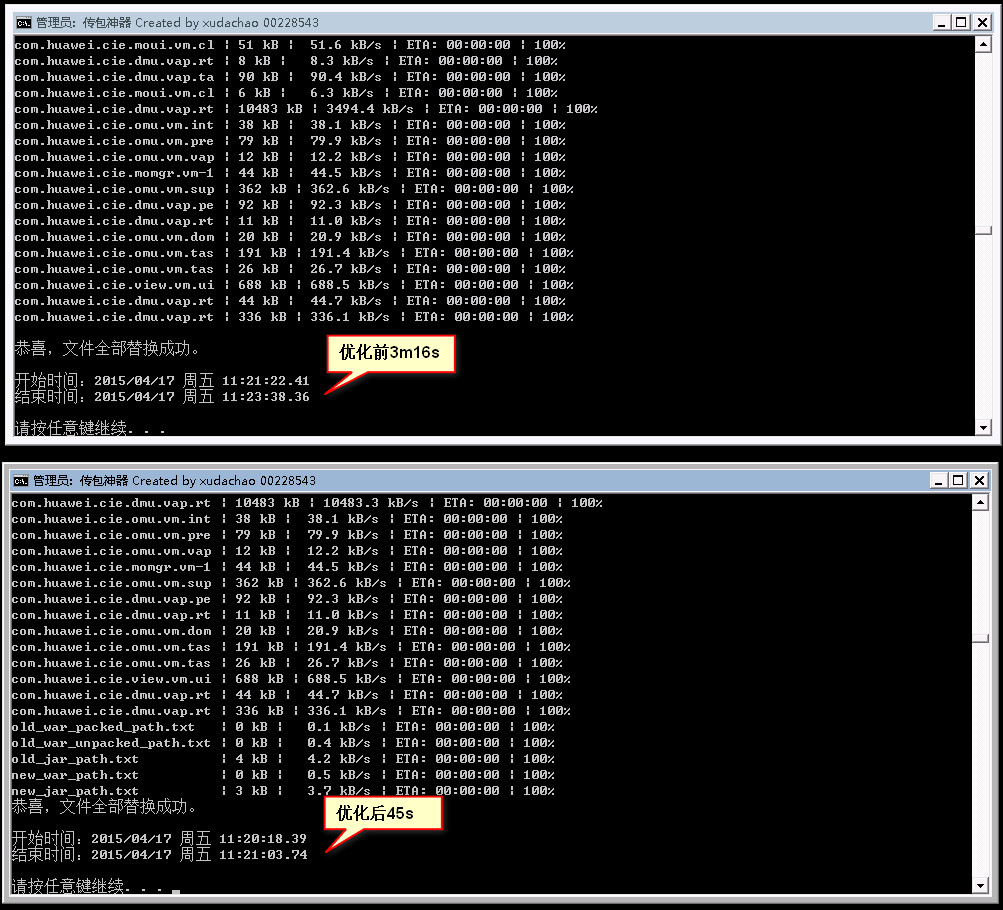 管理员: 传包神器 Created by xudachao 00228543
com.huawei.cie.moui.vm.cl | 51 kB | 51.6 kB/s | ETA: 00:00:00 | 100%
com.huawei.cie.dmu.vap.rt | 8 kB | 8.3 kB/s | ETA: 00:00:00 | 100%
com.huawei.cie.dmu.vap.ta | 90 kB | 90.4 kB/s | ETA: 00:00:00 | 100%
com.huawei.cie.moui.vm.cl | 6 kB | 6.3 kB/s | ETA: 00:00:00 | 100%
com.huawei.cie.dmu.vap.rt | 10483 kB | 3494.4 kB/s | ETA: 00:00:00 | 100%
com.huawei.cie.omu.vm.int | 38 kB | 38.1 kB/s | ETA: 00:00:00 | 100%
com.huawei.cie.omu.vm.pre | 79 kB | 79.9 kB/s | ETA: 00:00:00 | 100%
com.huawei.cie.omu.vm.vap | 12 kB | 12.2 kB/s | ETA: 00:00:00 | 100%
com.huawei.cie.momgr.vm-1 | 44 kB | 44.5 kB/s | ETA: 00:00:00 | 100%
com.huawei.cie.omu.vm.sup | 362 kB | 362.6 kB/s | ETA: 00:00:00 | 100%
com.huawei.cie.dmu.vap.pe | 92 kB | 92.3 kB/s | ETA: 00:00:00 | 100%
com.huawei.cie.dmu.vap.rt | 11 kB | 11.0 kB/s | ETA: 00:00:00 | 100%
com.huawei.cie.omu.vm.dom | 20 kB | 20.9 kB/s | ETA: 00:00:00 | 100%
com.huawei.cie.omu.vm.tas | 191 kB | 191.4 kB/s | ETA: 00:00:00 | 100%
com.huawei.cie.omu.vm.tas | 26 kB | 26.7 kB/s | ETA: 00:00:00 | 100%
com.huawei.cie.view.vm.ui | 688 kB | 688.5 kB/s | ETA: 00:00:00 | 100%
com.huawei.cie.dmu.vap.rt | 44 kB | 44.7 kB/s | ETA: 00:00:00 | 100%
com.huawei.cie.dmu.vap.rt | 336 kB | 336.1 kB/s | ETA: 00:00:00 | 100%
恭喜，文件全部替换成功。
优化前3m16s
开始时间：2015/04/17 周五 11:21:22.41
结束时间：2015/04/17 周五 11:23:38.36
请按任意键继续. . .
管理员: 传包神器 Created by xudachao 00228543
com.huawei.cie.dmu.vap.rt | 10483 kB | 10483.3 kB/s | ETA: 00:00:00 | 100%
com.huawei.cie.omu.vm.int | 38 kB | 38.1 kB/s | ETA: 00:00:00 | 100%
com.huawei.cie.omu.vm.pre | 79 kB | 79.9 kB/s | ETA: 00:00:00 | 100%
com.huawei.cie.omu.vm.vap | 12 kB | 12.2 kB/s | ETA: 00:00:00 | 100%
com.huawei.cie.momgr.vm-1 | 44 kB | 44.5 kB/s | ETA: 00:00:00 | 100%
com.huawei.cie.omu.vm.sup | 362 kB | 362.6 kB/s | ETA: 00:00:00 | 100%
com.huawei.cie.dmu.vap.pe | 92 kB | 92.3 kB/s | ETA: 00:00:00 | 100%
com.huawei.cie.dmu.vap.rt | 11 kB | 11.0 kB/s | ETA: 00:00:00 | 100%
com.huawei.cie.omu.vm.dom | 20 kB | 20.9 kB/s | ETA: 00:00:00 | 100%
com.huawei.cie.omu.vm.tas | 191 kB | 191.4 kB/s | ETA: 00:00:00 | 100%
com.huawei.cie.omu.vm.tas | 26 kB | 26.7 kB/s | ETA: 00:00:00 | 100%
com.huawei.cie.view.vm.ui | 688 kB | 688.5 kB/s | ETA: 00:00:00 | 100%
com.huawei.cie.dmu.vap.rt | 44 kB | 44.7 kB/s | ETA: 00:00:00 | 100%
com.huawei.cie.dmu.vap.rt | 336 kB | 336.1 kB/s | ETA: 00:00:00 | 100%
old_war_packed_path.txt | 0 kB | 0.1 kB/s | ETA: 00:00:00 | 100%
old_war_unpacked_path.txt | 0 kB | 0.4 kB/s | ETA: 00:00:00 | 100%
old_jar_path.txt | 4 kB | 4.2 kB/s | ETA: 00:00:00 | 100%
new_war_path.txt | 0 kB | 0.5 kB/s | ETA: 00:00:00 | 100%
new_jar_path.txt | 3 kB | 3.7 kB/s | ETA: 00:00:00 | 100%
恭喜，文件全部替换成功。
优化后45s
开始时间：2015/04/17 周五 11:20:18.39
结束时间：2015/04/17 周五 11:21:03.74
请按任意键继续. . .